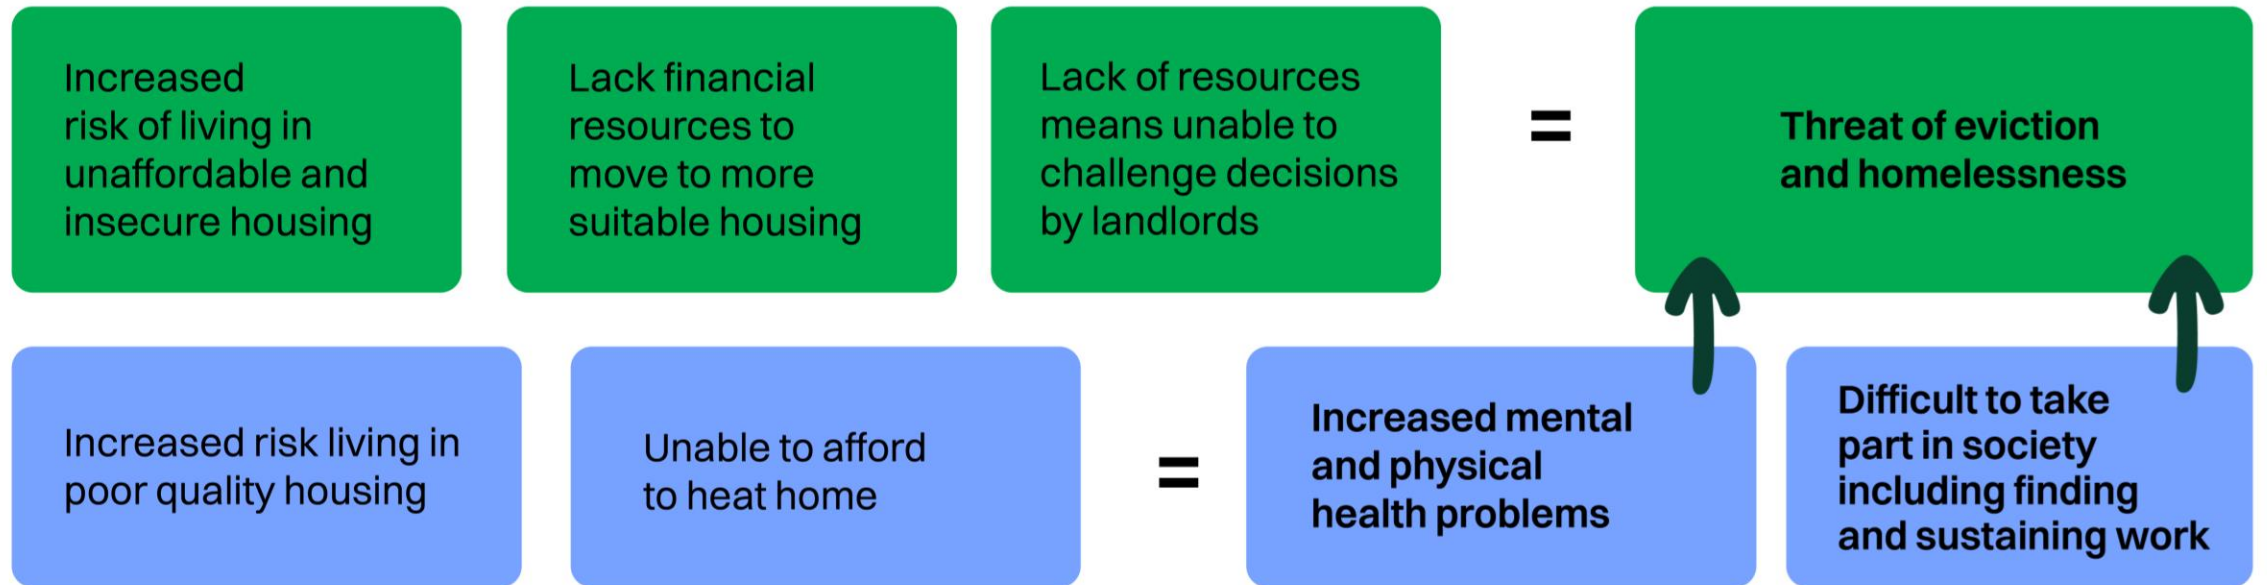 Increased
risk of living in
unaffordable and
insecure housing
Lack financial
resources to
move to more
suitable housing
Lack of resources
means unable to
challenge decisions
by landlords
=
Threat of eviction
and homelessness
Increased risk living in
poor quality housing
Unable to afford
to heat home
=
Increased mental
and physical
health problems
Difficult to take
part in society
including finding
and sustaining work